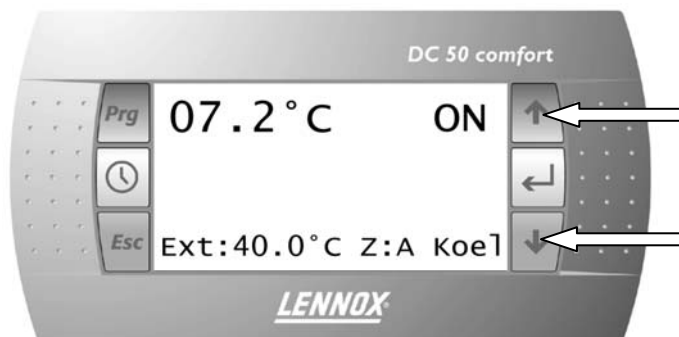 DC 50 comfort
Prg 07.2°C ON
Esc Ext:40.0°C Z:A Koel
LENNOX